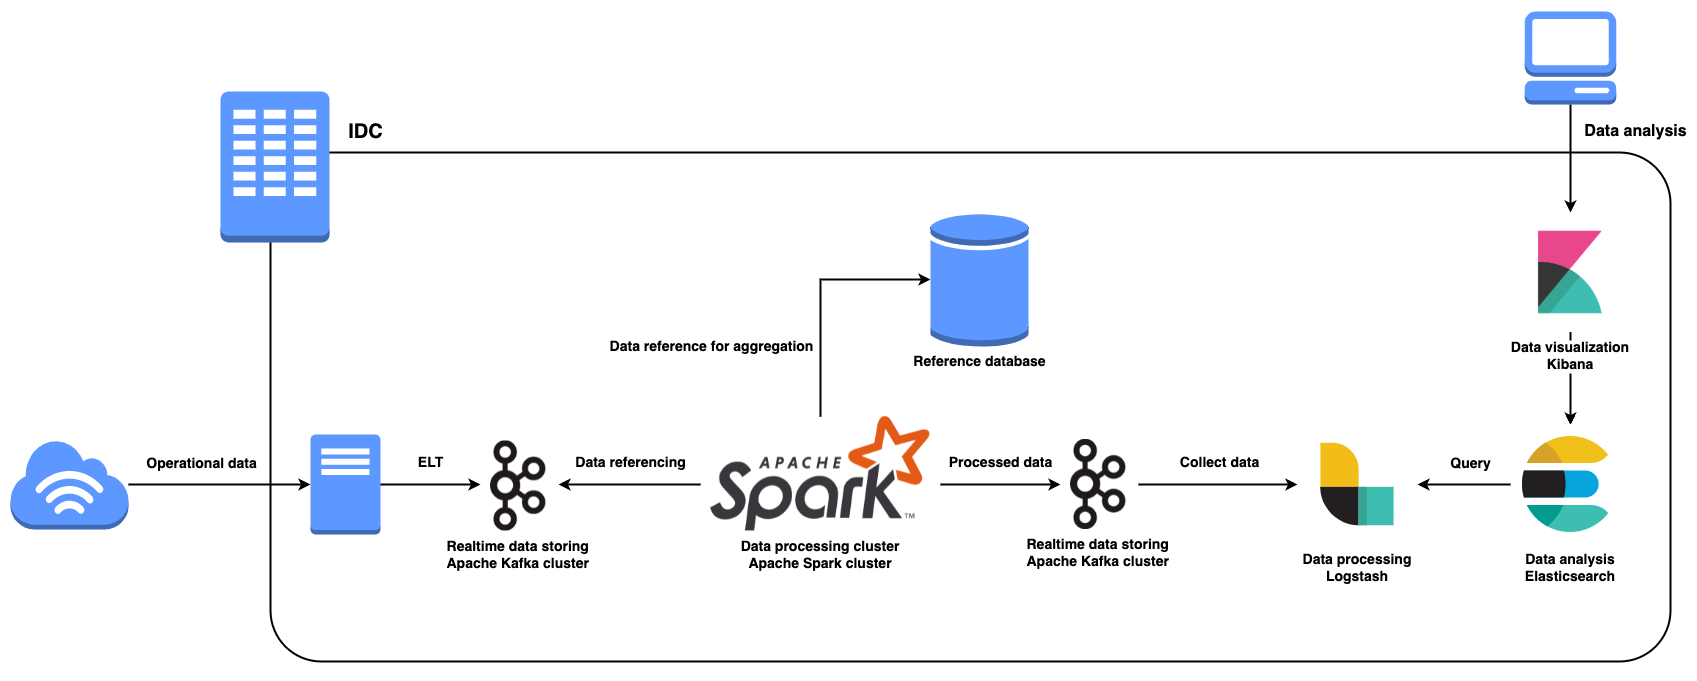 IDC
Data analysis
Data reference for aggregation
Reference database
Data visualization
Kibana
Operational data
ELT
Data referencing
APACHE
Spark™
Processed data
Collect data
Query
Realtime data storing
Apache Kafka cluster
Data processing cluster
Apache Spark cluster
Realtime data storing
Apache Kafka cluster
Data processing
Logstash
Data analysis
Elasticsearch